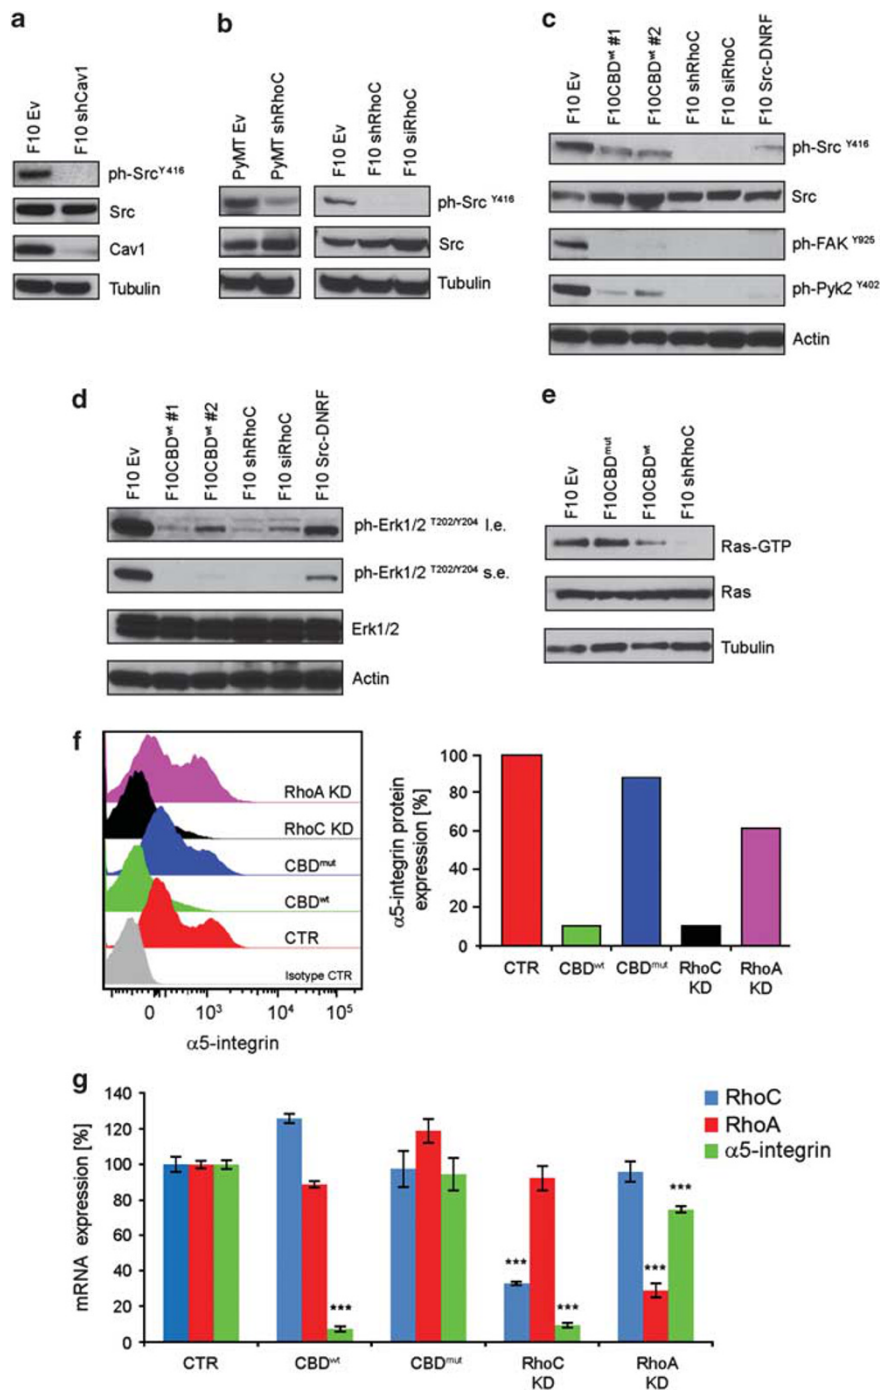 a
F10 Ev
F10 shCav1
ph-Src Y416
Src
Cav1
Tubulin
b
PyMT Ev
PyMT shRhoC
F10 Ev
F10 shRhoC
F10 siRhoC
ph-Src Y416
Src
Tubulin
c
F10 Ev
F10CBDwt #1
F10CBDwt #2
F10 shRhoC
F10 siRhoC
F10 Src-DNRF
ph-Src Y416
Src
ph-FAK Y925
ph-Pyk2 Y402
Actin
d
F10 Ev
F10CBDwt #1
F10CBDwt #2
F10 shRhoC
F10 siRhoC
F10 Src-DNRF
ph-Erk1/2 T202/Y204 l.e.
ph-Erk1/2 T202/Y204 s.e.
Erk1/2
Actin
e
F10 Ev
F10CBDmut
F10CBDwt
F10 shRhoC
Ras-GTP
Ras
Tubulin
f
RhoA KD
RhoC KD
CBDmut
CBDwt
CTR
Isotype CTR
0 10³ 10⁴ 10⁵
α5-integrin
α5-integrin protein
expression [%]
100
80
60
40
20
0
CTR CBDwt CBDmut RhoC KD RhoA KD
g
mRNA expression [%]
140
120
100
80
60
40
20
0
RhoC
RhoA
α5-integrin
***
***
***
***
***
CTR CBDwt CBDmut RhoC KD RhoA KD